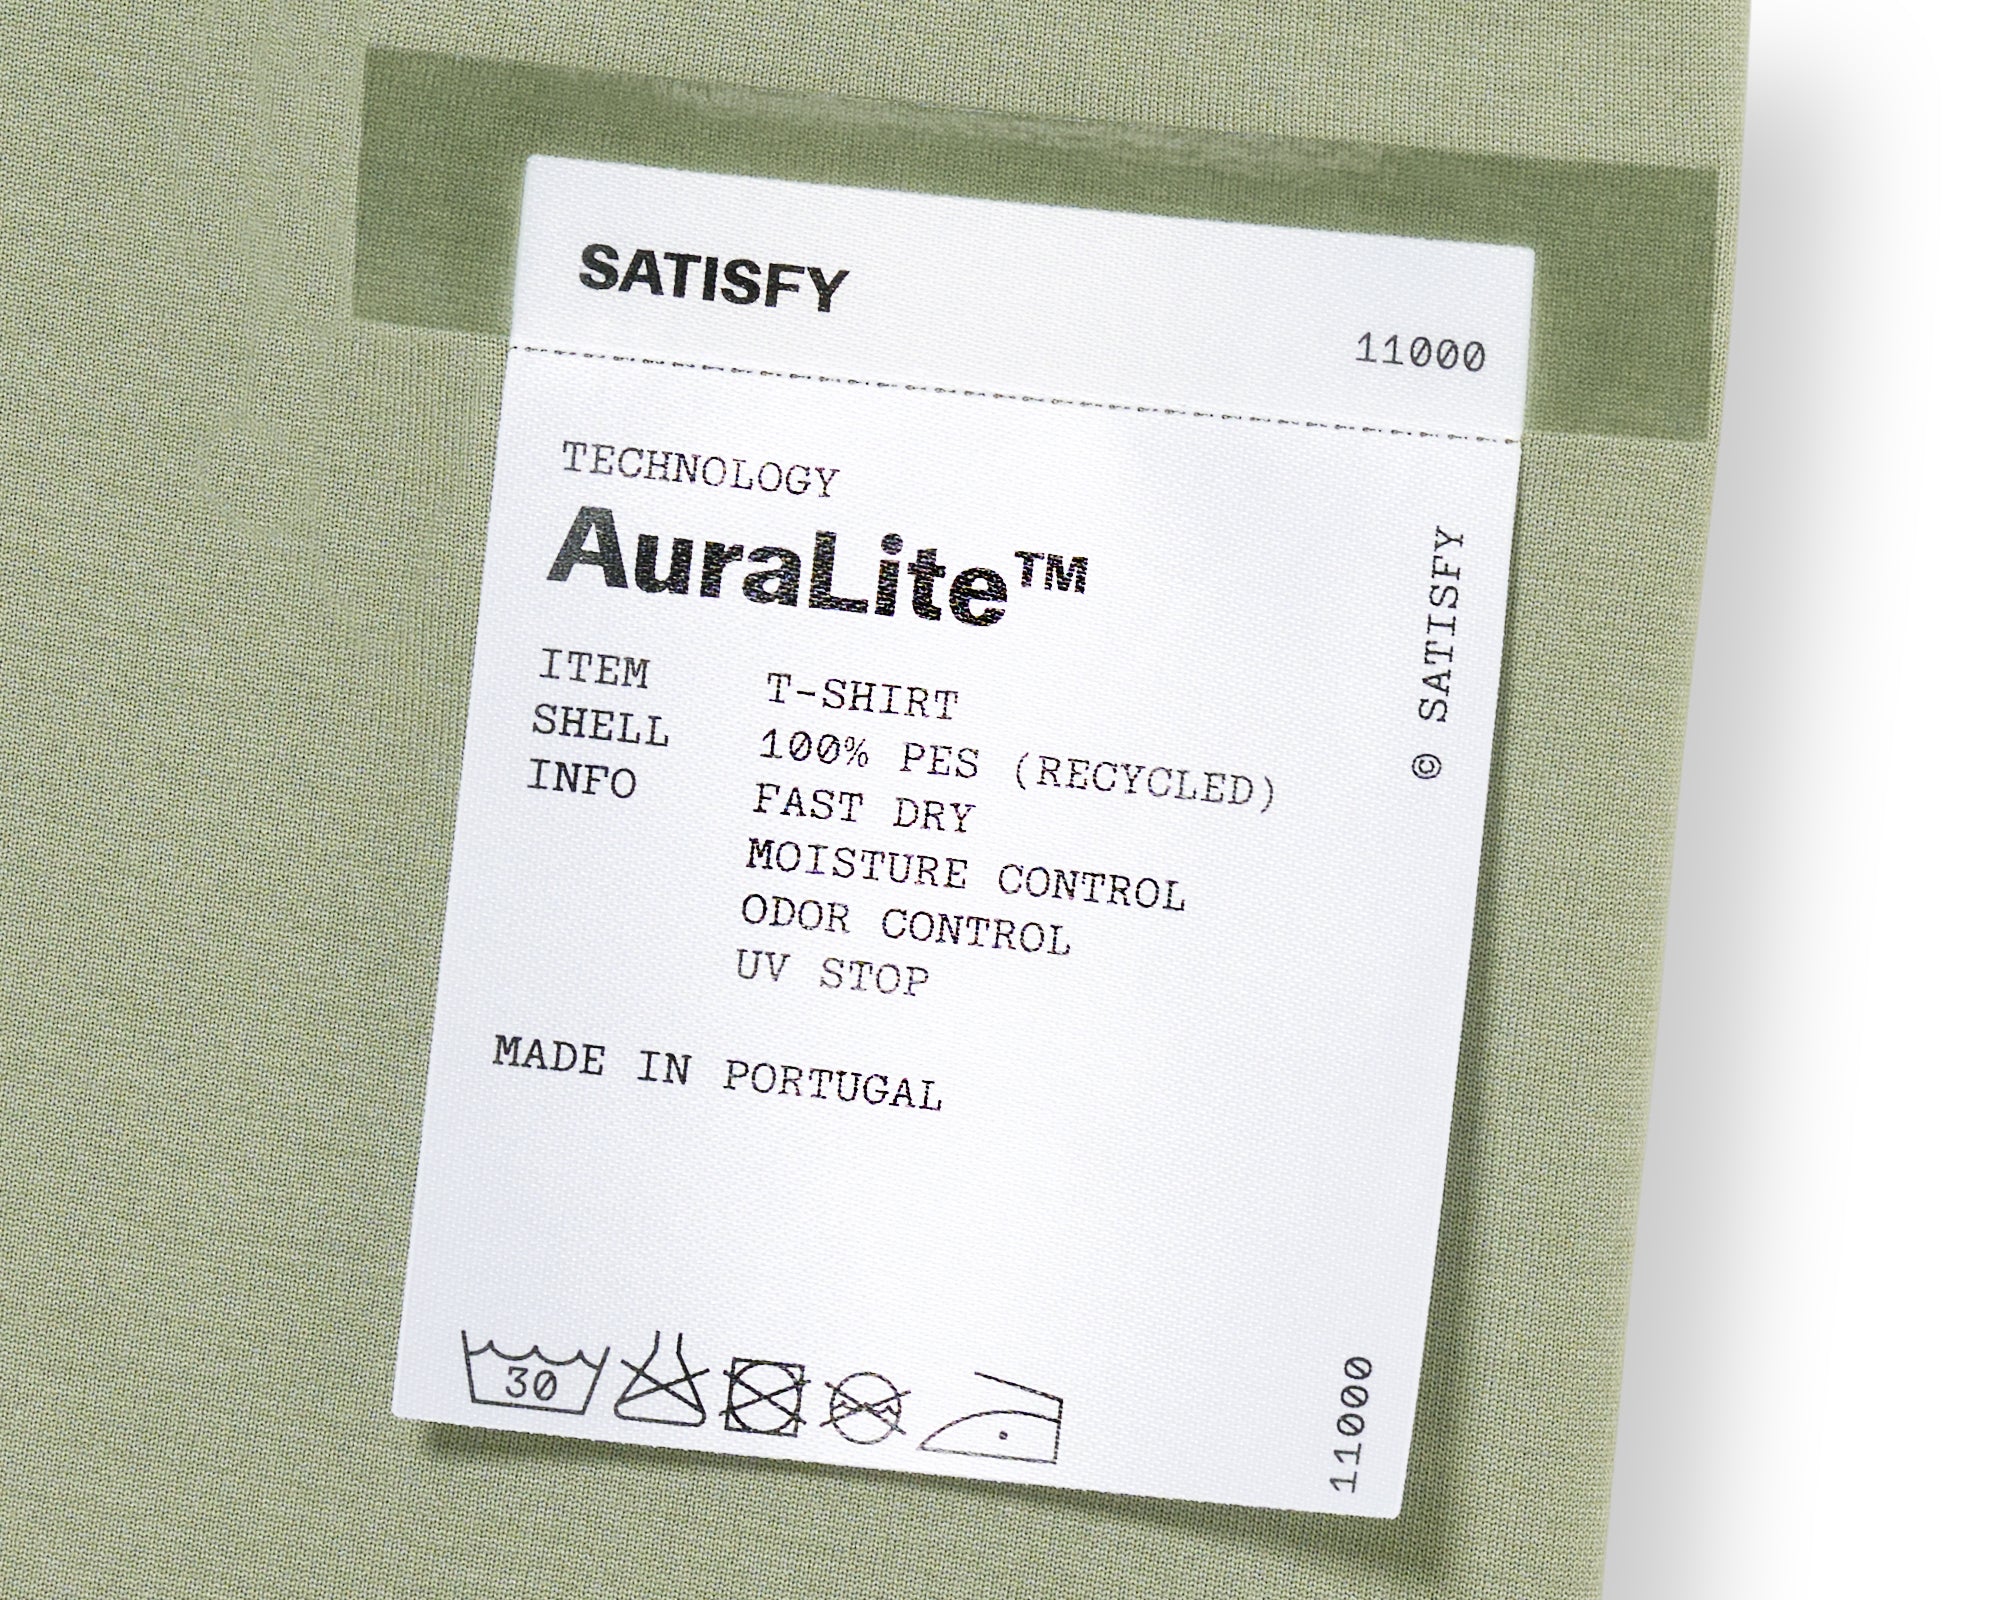 SATISFY
11000
TECHNOLOGY
AuraLite™
ITEM T-SHIRT
SHELL 100% PES (RECYCLED)
INFO FAST DRY
MOISTURE CONTROL
ODOR CONTROL
UV STOP
© SATISFY
MADE IN PORTUGAL
30
11000